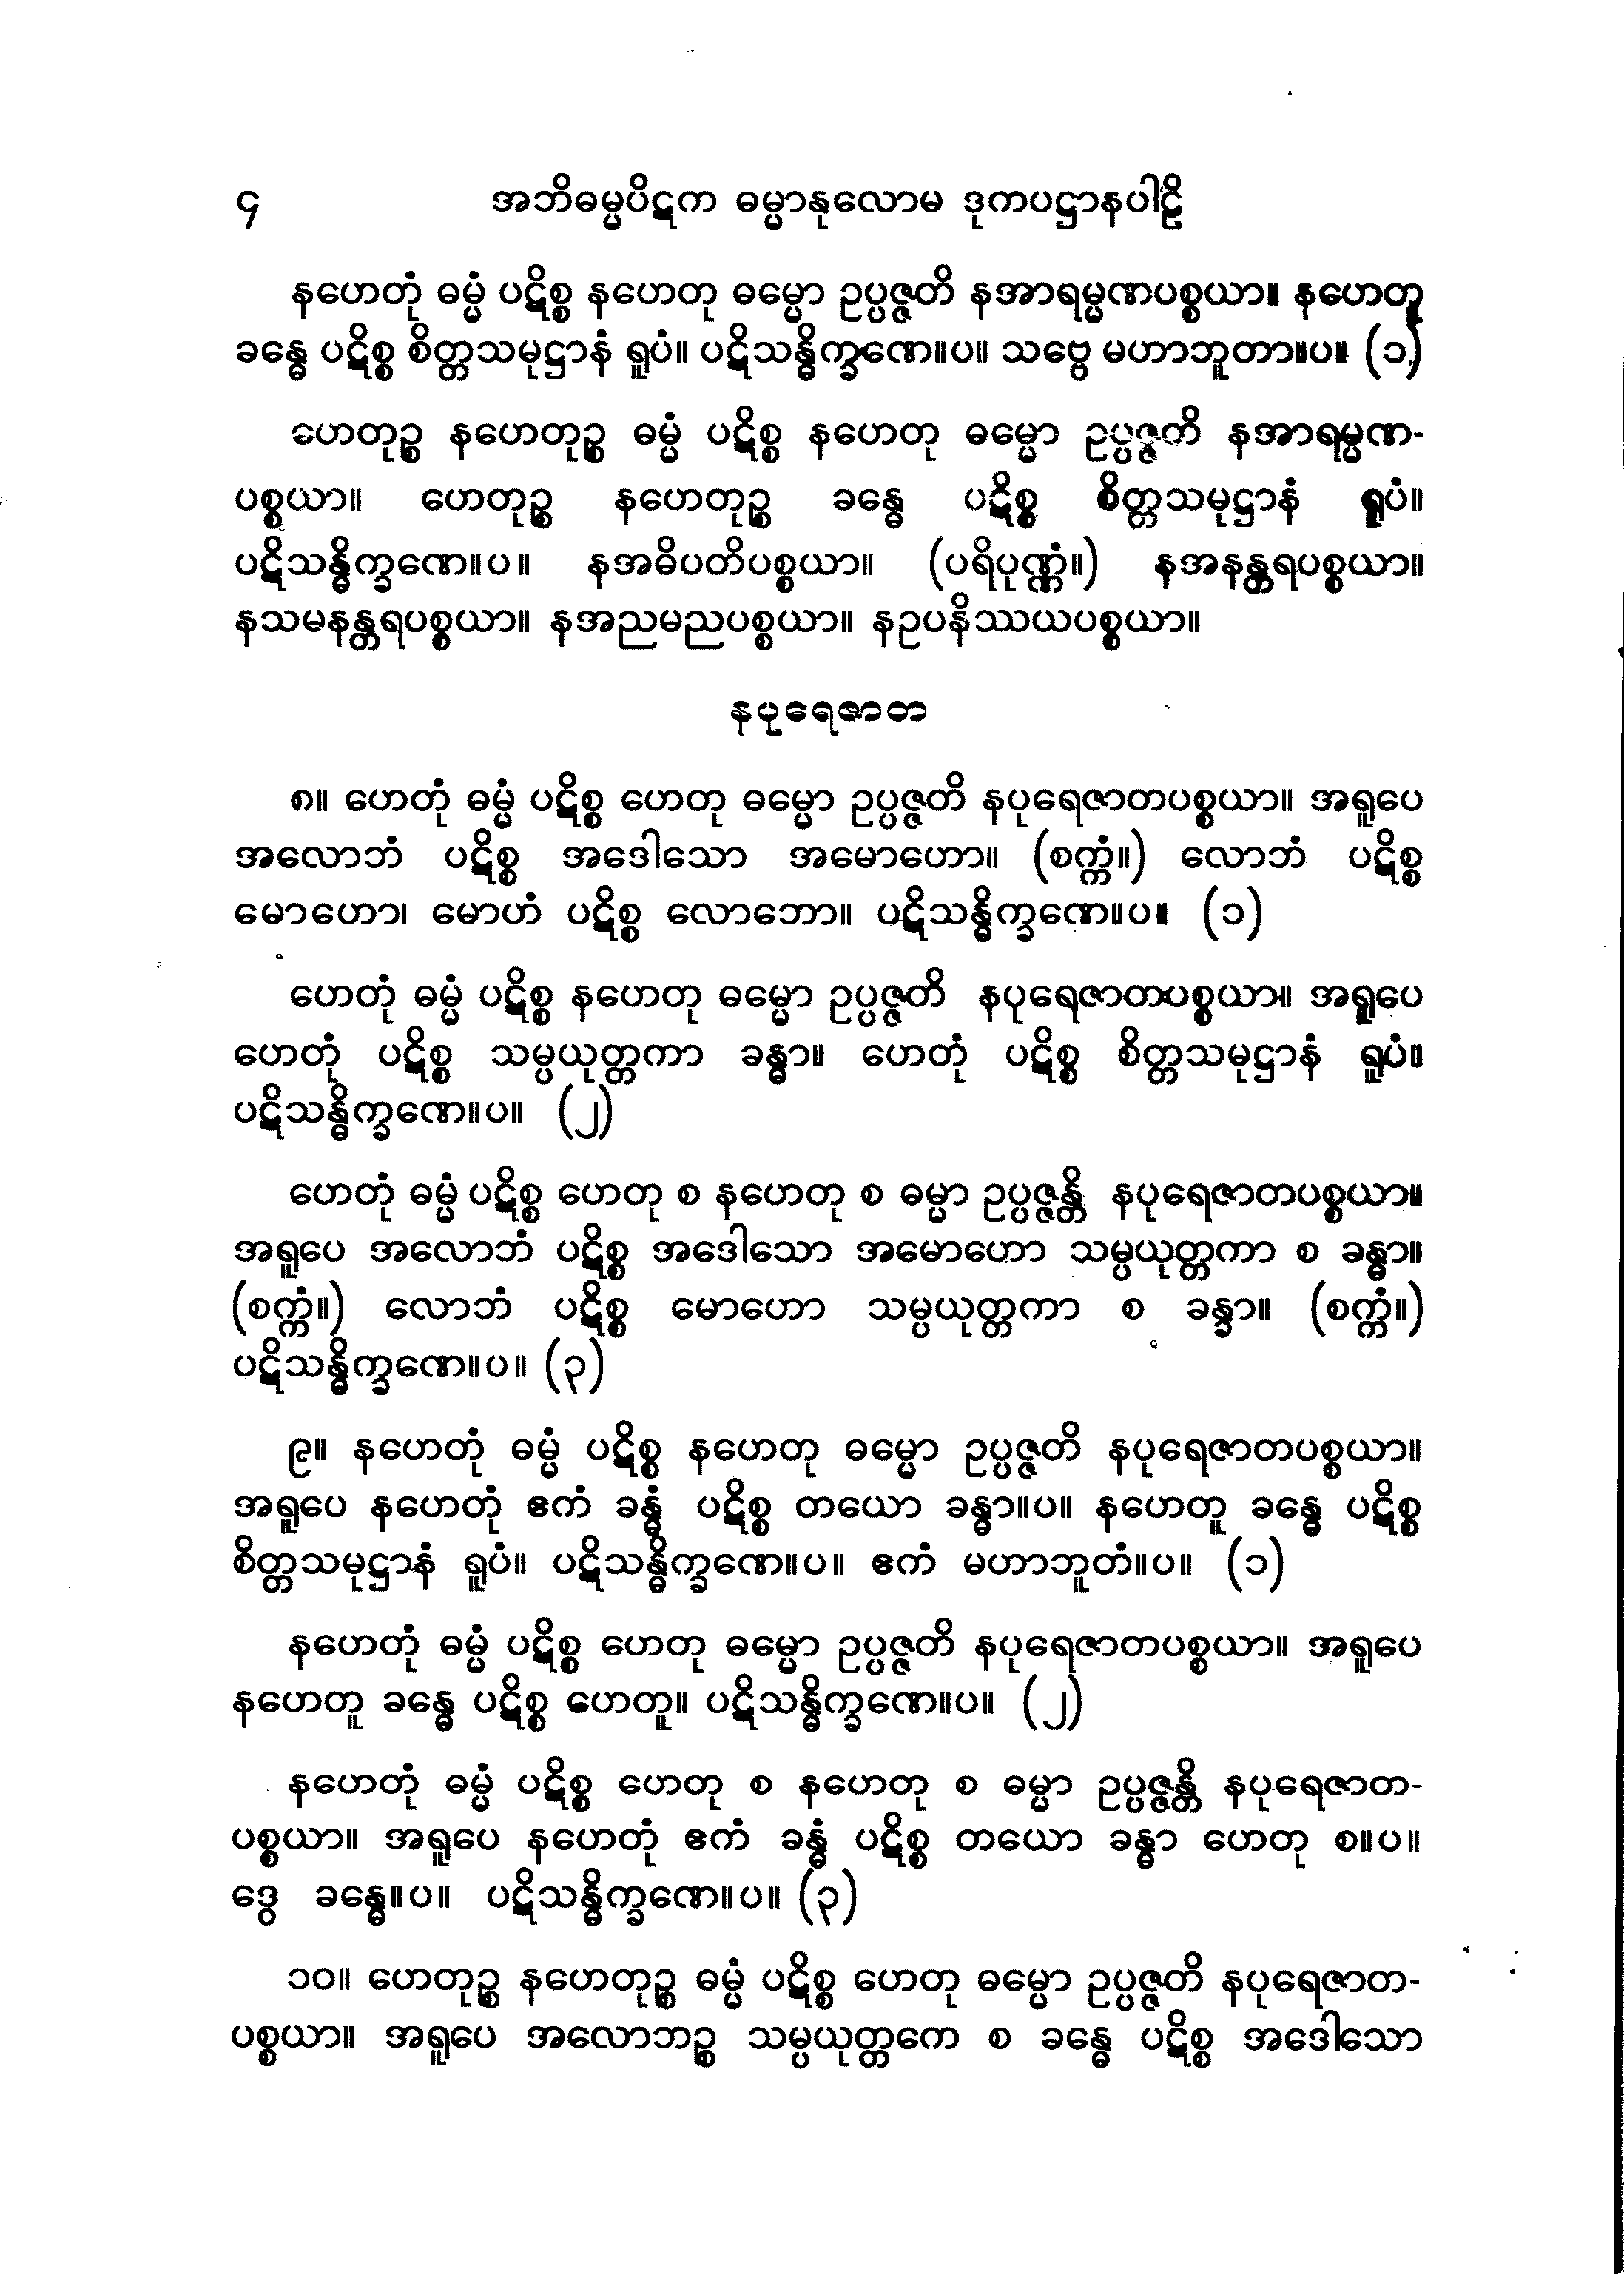 ၄ အဘိဓမ္မပိဋက ဓမ္မာနုလောမ ဒုကပဋ္ဌာနပါဠိ
နဟေတုံ ဓမ္မံ ပဋိစ္စ နဟေတု ဓမ္မော ဥပ္ပဇ္ဇတိ နအာရမ္မဏပစ္စယာ။ နဟေတူ
ခန္ဓေ ပဋိစ္စ စိတ္တသမုဋ္ဌာနံ ရူပံ။ ပဋိသန္ဓိက္ခဏေ။ပ။ သဗ္ဗေ မဟာဘူတာ။ပ။ (၁)
ဟေတုဉ္စ နဟေတုဉ္စ ဓမ္မံ ပဋိစ္စ နဟေတု ဓမ္မော ဥပ္ပဇ္ဇတိ နအာရမ္မဏ-
ပစ္စယာ။ ဟေတုဉ္စ နဟေတုဉ္စ ခန္ဓေ ပဋိစ္စ စိတ္တသမုဋ္ဌာနံ ရူပံ။
ပဋိသန္ဓိက္ခဏေ။ပ။ နအဓိပတိပစ္စယာ။ (ပရိပုဏ္ဏံ။) နအနန္တရပစ္စယာ။
နသမနန္တရပစ္စယာ။ နအညမညပစ္စယာ။ နဥပနိဿယပစ္စယာ။
နပုရေဇာတ
၈။ ဟေတုံ ဓမ္မံ ပဋိစ္စ ဟေတု ဓမ္မော ဥပ္ပဇ္ဇတိ နပုရေဇာတပစ္စယာ။ အရူပေ
အလောဘံ ပဋိစ္စ အဒေါသော အမောဟော။ (စက္ကံ။) လောဘံ ပဋိစ္စ
မောဟော၊ မောဟံ ပဋိစ္စ လောဘော။ ပဋိသန္ဓိက္ခဏေ။ပ။ (၁)
ဟေတုံ ဓမ္မံ ပဋိစ္စ နဟေတု ဓမ္မော ဥပ္ပဇ္ဇတိ နပုရေဇာတပစ္စယာ။ အရူပေ
ဟေတုံ ပဋိစ္စ သမ္ပယုတ္တကာ ခန္ဓာ။ ဟေတုံ ပဋိစ္စ စိတ္တသမုဋ္ဌာနံ ရူပံ။
ပဋိသန္ဓိက္ခဏေ။ပ။ (၂)
ဟေတုံ ဓမ္မံ ပဋိစ္စ ဟေတု စ နဟေတု စ ဓမ္မာ ဥပ္ပဇ္ဇန္တိ နပုရေဇာတပစ္စယာ။
အရူပေ အလောဘံ ပဋိစ္စ အဒေါသော အမောဟော သမ္ပယုတ္တကာ စ ခန္ဓာ။
(စက္ကံ။) လောဘံ ပဋိစ္စ မောဟော သမ္ပယုတ္တကာ စ ခန္ဓာ။ (စက္ကံ။)
ပဋိသန္ဓိက္ခဏေ။ပ။ (၃)
၉။ နဟေတုံ ဓမ္မံ ပဋိစ္စ နဟေတု ဓမ္မော ဥပ္ပဇ္ဇတိ နပုရေဇာတပစ္စယာ။
အရူပေ နဟေတုံ ဧကံ ခန္ဓံ ပဋိစ္စ တယော ခန္ဓာ။ပ။ နဟေတူ ခန္ဓေ ပဋိစ္စ
စိတ္တသမုဋ္ဌာနံ ရူပံ။ ပဋိသန္ဓိက္ခဏေ။ပ။ ဧကံ မဟာဘူတံ။ပ။ (၁)
နဟေတုံ ဓမ္မံ ပဋိစ္စ ဟေတု ဓမ္မော ဥပ္ပဇ္ဇတိ နပုရေဇာတပစ္စယာ။ အရူပေ
နဟေတူ ခန္ဓေ ပဋိစ္စ ဟေတူ။ ပဋိသန္ဓိက္ခဏေ။ပ။ (၂)
နဟေတုံ ဓမ္မံ ပဋိစ္စ ဟေတု စ နဟေတု စ ဓမ္မာ ဥပ္ပဇ္ဇန္တိ နပုရေဇာတ-
ပစ္စယာ။ အရူပေ နဟေတုံ ဧကံ ခန္ဓံ ပဋိစ္စ တယော ခန္ဓာ ဟေတု စ။ပ။
ဒွေ ခန္ဓေ။ပ။ ပဋိသန္ဓိက္ခဏေ။ပ။ (၃)
၁၀။ ဟေတုဉ္စ နဟေတုဉ္စ ဓမ္မံ ပဋိစ္စ ဟေတု ဓမ္မော ဥပ္ပဇ္ဇတိ နပုရေဇာတ-
ပစ္စယာ။ အရူပေ အလောဘဉ္စ သမ္ပယုတ္တကေ စ ခန္ဓေ ပဋိစ္စ အဒေါသော